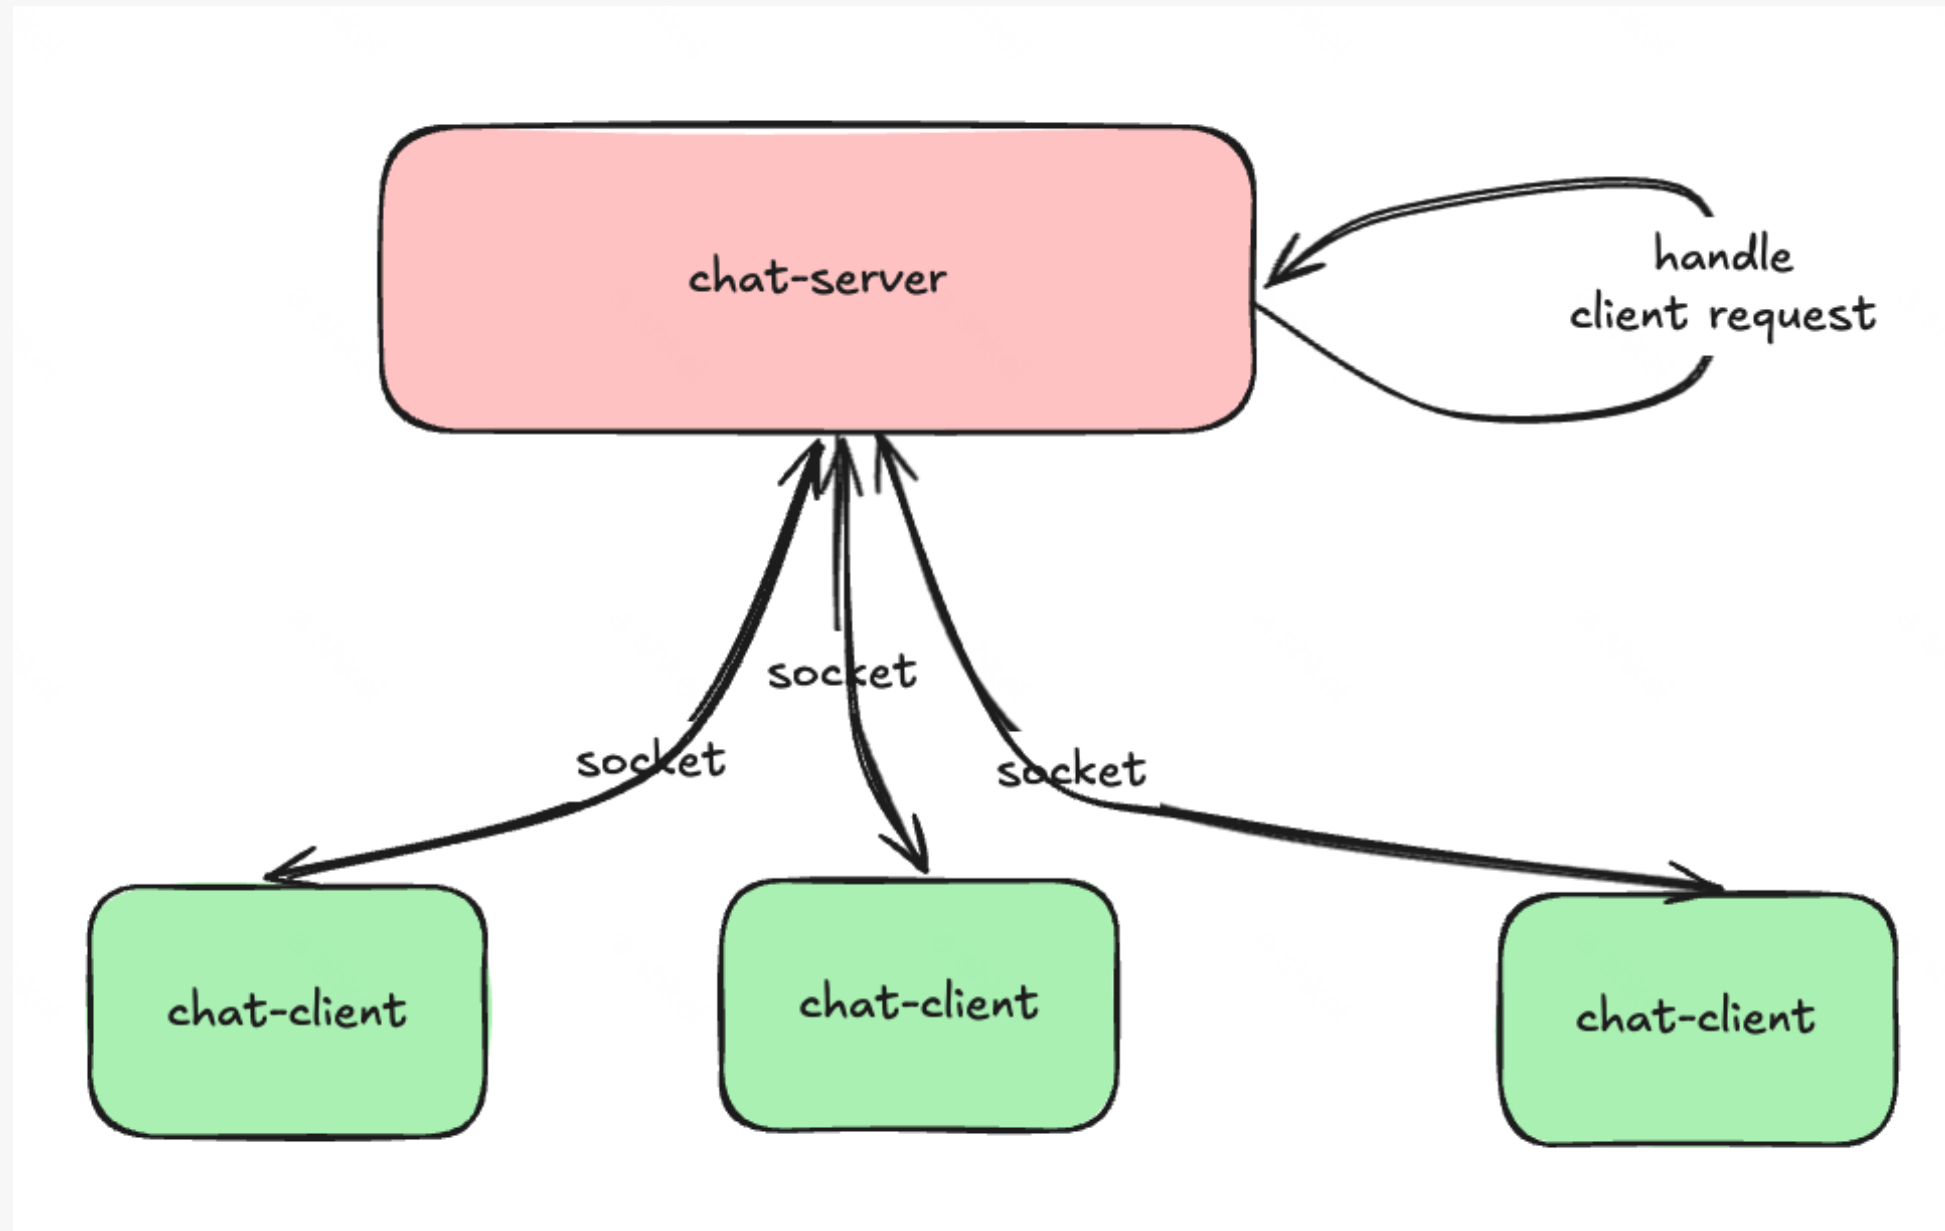 chat-server
handle
client request
socket
socket
socket
chat-client
chat-client
chat-client